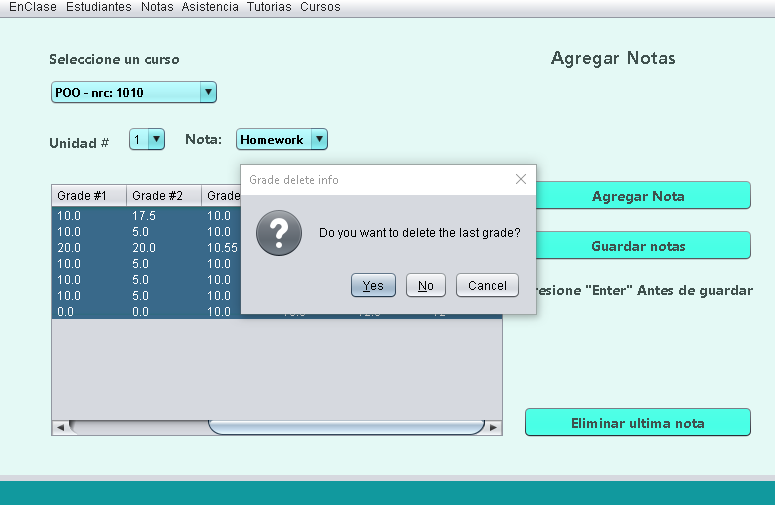 EnClase Estudiantes Notas Asistencia Tutorias Cursos
Seleccione un curso
Agregar Notas
POO - nrc: 1010
Unidad # 1 Nota: Homework
Grade #1 Grade #2 Grade
10.0 17.5 10.0
10.0 5.0 10.0
20.0 20.0 10.55
10.0 5.0 10.0
10.0 5.0 10.0
10.0 5.0 10.0
0.0 0.0 10.0
Grade delete info
Do you want to delete the last grade?
Yes No Cancel
Agregar Nota
Guardar notas
esione "Enter" Antes de guardar
Eliminar ultima nota